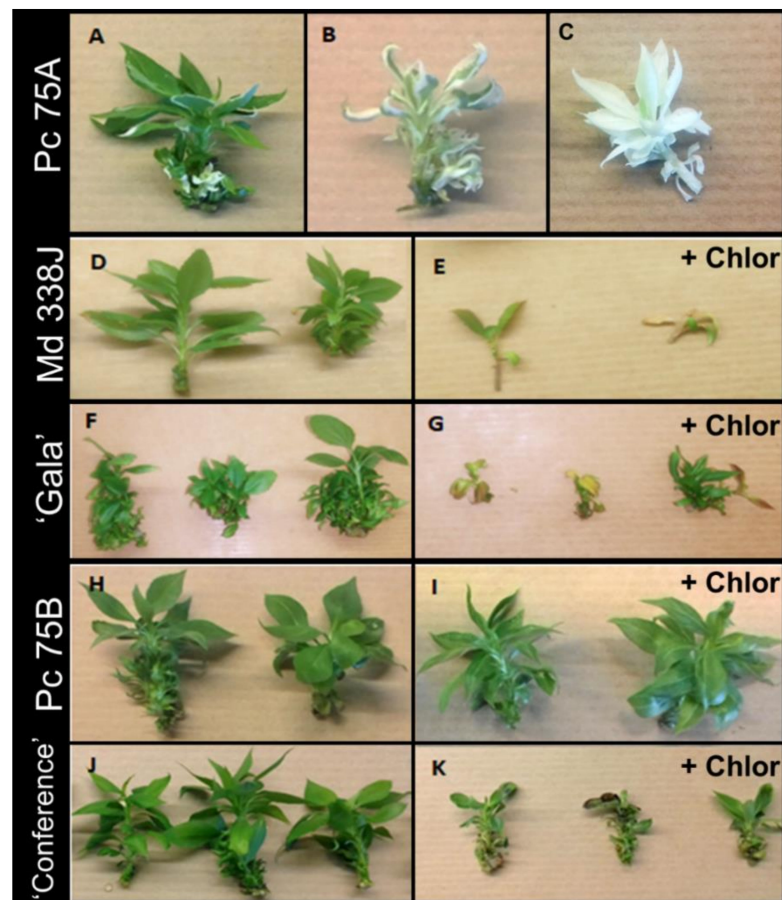 Pc 75A
A
B
C
Md 338J
D
E
+ Chlor
'Gala'
F
G
+ Chlor
Pc 75B
H
I
+ Chlor
'Conference'
J
K
+ Chlor